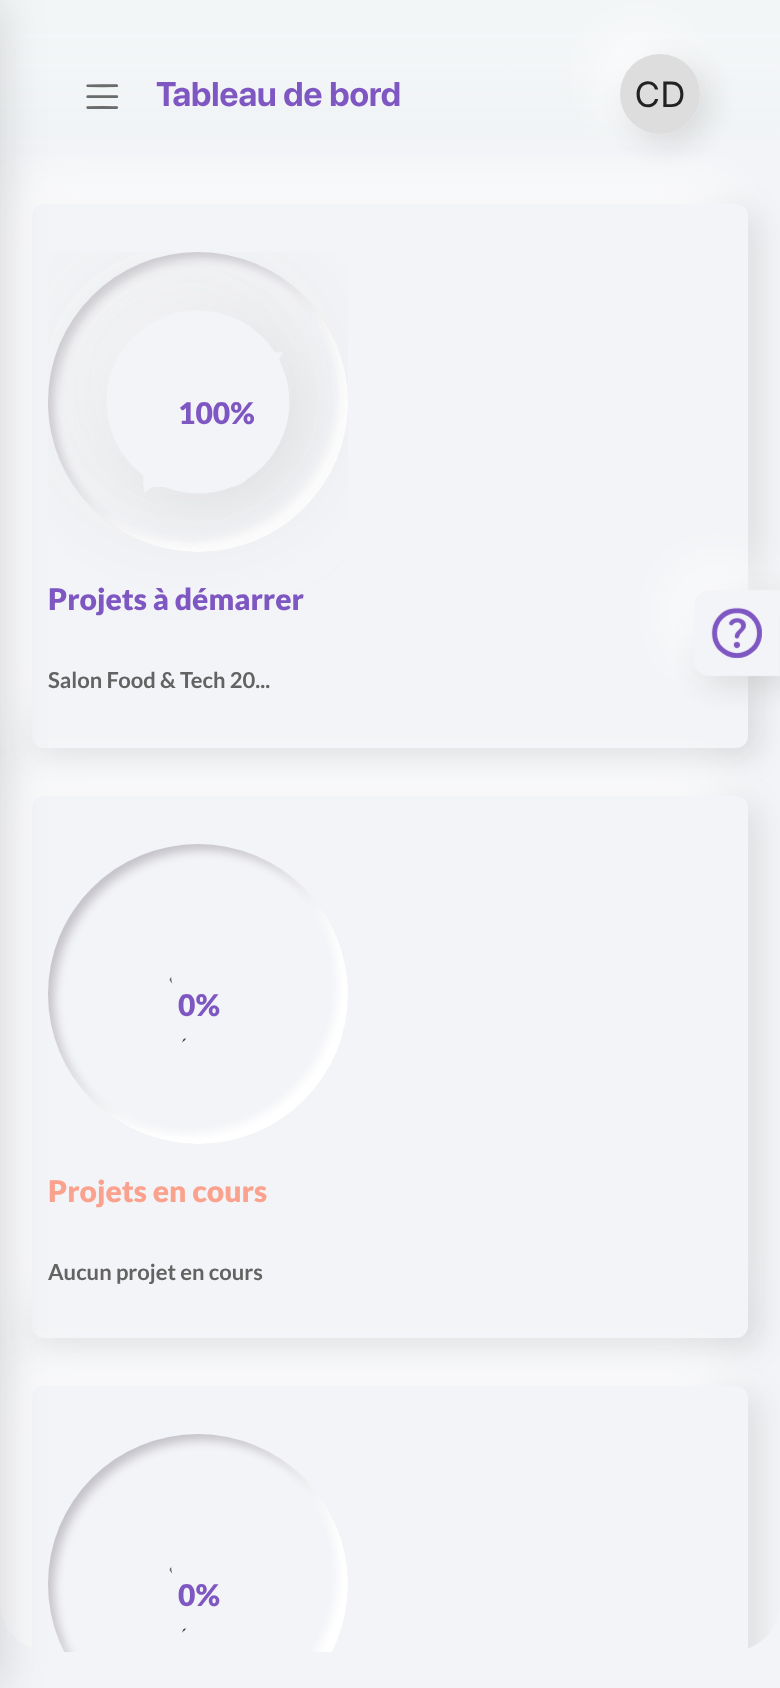 Tableau de bord
CD
100%
Projets à démarrer
Salon Food & Tech 20...
?
0%
Projets en cours
Aucun projet en cours
0%